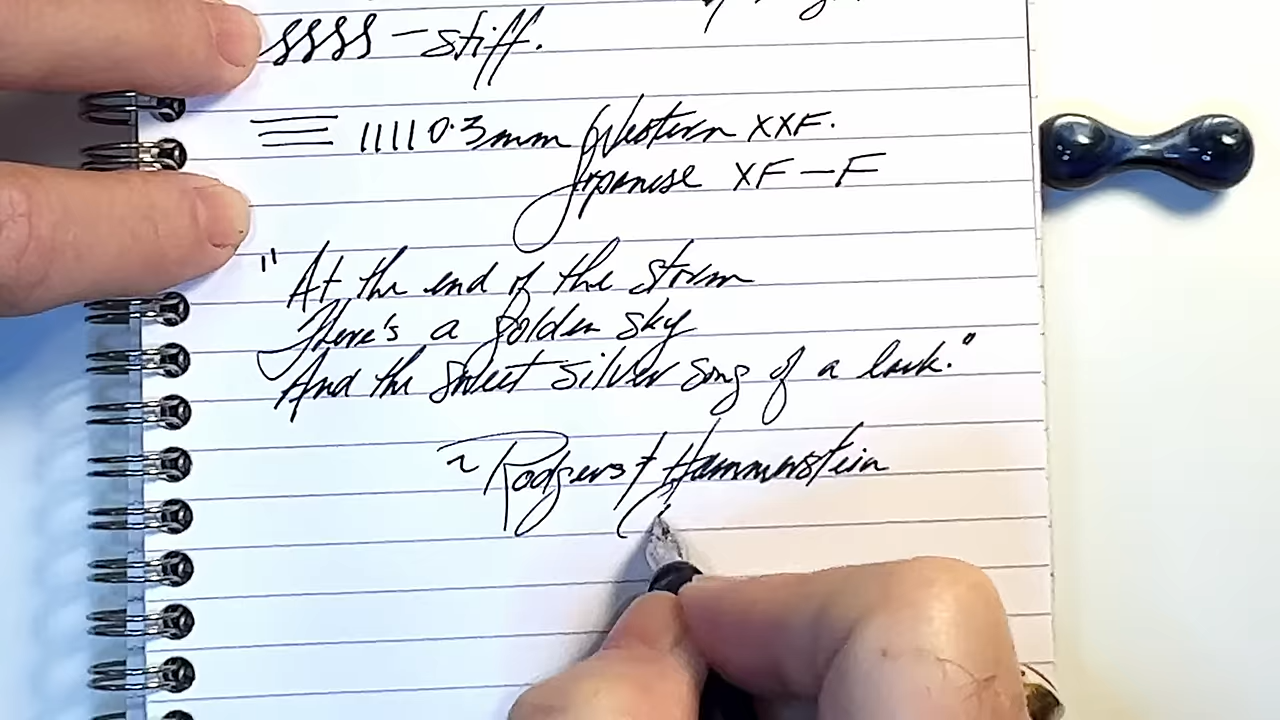 ssss – stiff.
1111 0.3mm Western XXF.
Japanese XF – F
"At the end of the storm
There's a golden sky
And the sweet silver song of a lark."
~ Rodgers + Hammerstein